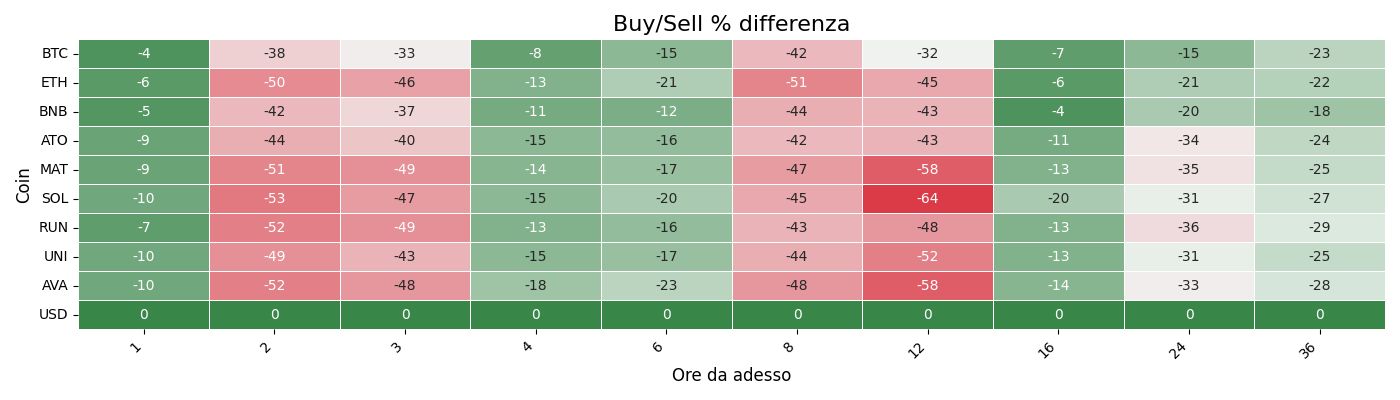 Buy/Sell % differenza
Coin
BTC -4 -38 -33 -8 -15 -42 -32 -7 -15 -23
ETH -6 -50 -46 -13 -21 -51 -45 -6 -21 -22
BNB -5 -42 -37 -11 -12 -44 -43 -4 -20 -18
ATO -9 -44 -40 -15 -16 -42 -43 -11 -34 -24
MAT -9 -51 -49 -14 -17 -47 -58 -13 -35 -25
SOL -10 -53 -47 -15 -20 -45 -64 -20 -31 -27
RUN -7 -52 -49 -13 -16 -43 -48 -13 -36 -29
UNI -10 -49 -43 -15 -17 -44 -52 -13 -31 -25
AVA -10 -52 -48 -18 -23 -48 -58 -14 -33 -28
USD 0 0 0 0 0 0 0 0 0 0
1 2 3 4 6 8 12 16 24 36
Ore da adesso